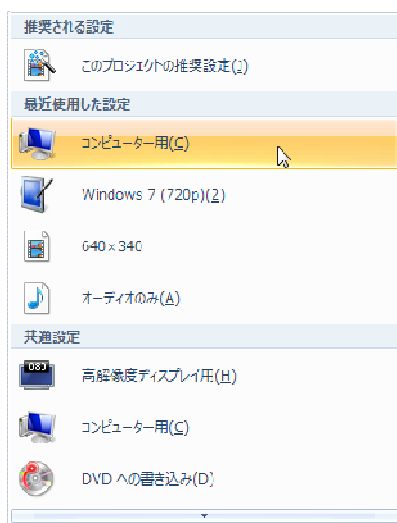 推奨される設定
このプロジェクトの推奨設定(J)
最近使用した設定
コンピューター用(C)
Windows 7 (720p)(2)
640 x 340
オーディオのみ(A)
共通設定
高解像度ディスプレイ用(H)
コンピューター用(C)
DVD への書き込み(D)